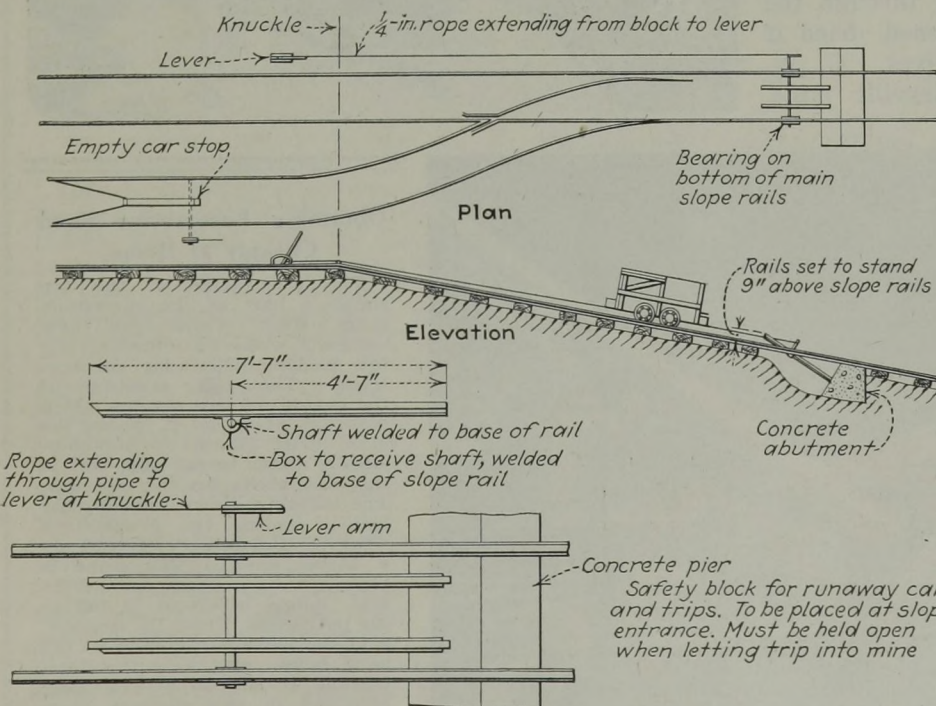 Knuckle
1/4-in. rope extending from block to lever
Lever
Empty car stop
Bearing on
bottom of main
slope rails
Plan
Rails set to stand
9" above slope rails
Elevation
7'-7"
4'-7"
Shaft welded to base of rail
Box to receive shaft, welded
to base of slope rail
Concrete
abutment
Rope extending
through pipe to
lever at knuckle
Lever arm
Concrete pier
Safety block for runaway ca
and trips. To be placed at slop
entrance. Must be held open
when letting trip into mine